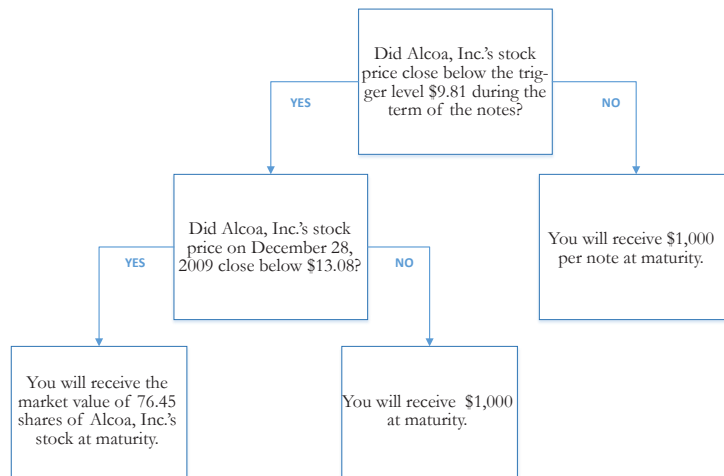 Did Alcoa, Inc.'s stock
price close below the trig-
ger level $9.81 during the
term of the notes?
YES
NO
Did Alcoa, Inc.'s stock
price on December 28,
2009 close below $13.08?
You will receive $1,000
per note at maturity.
YES
NO
You will receive the
market value of 76.45
shares of Alcoa, Inc.'s
stock at maturity.
You will receive $1,000
at maturity.